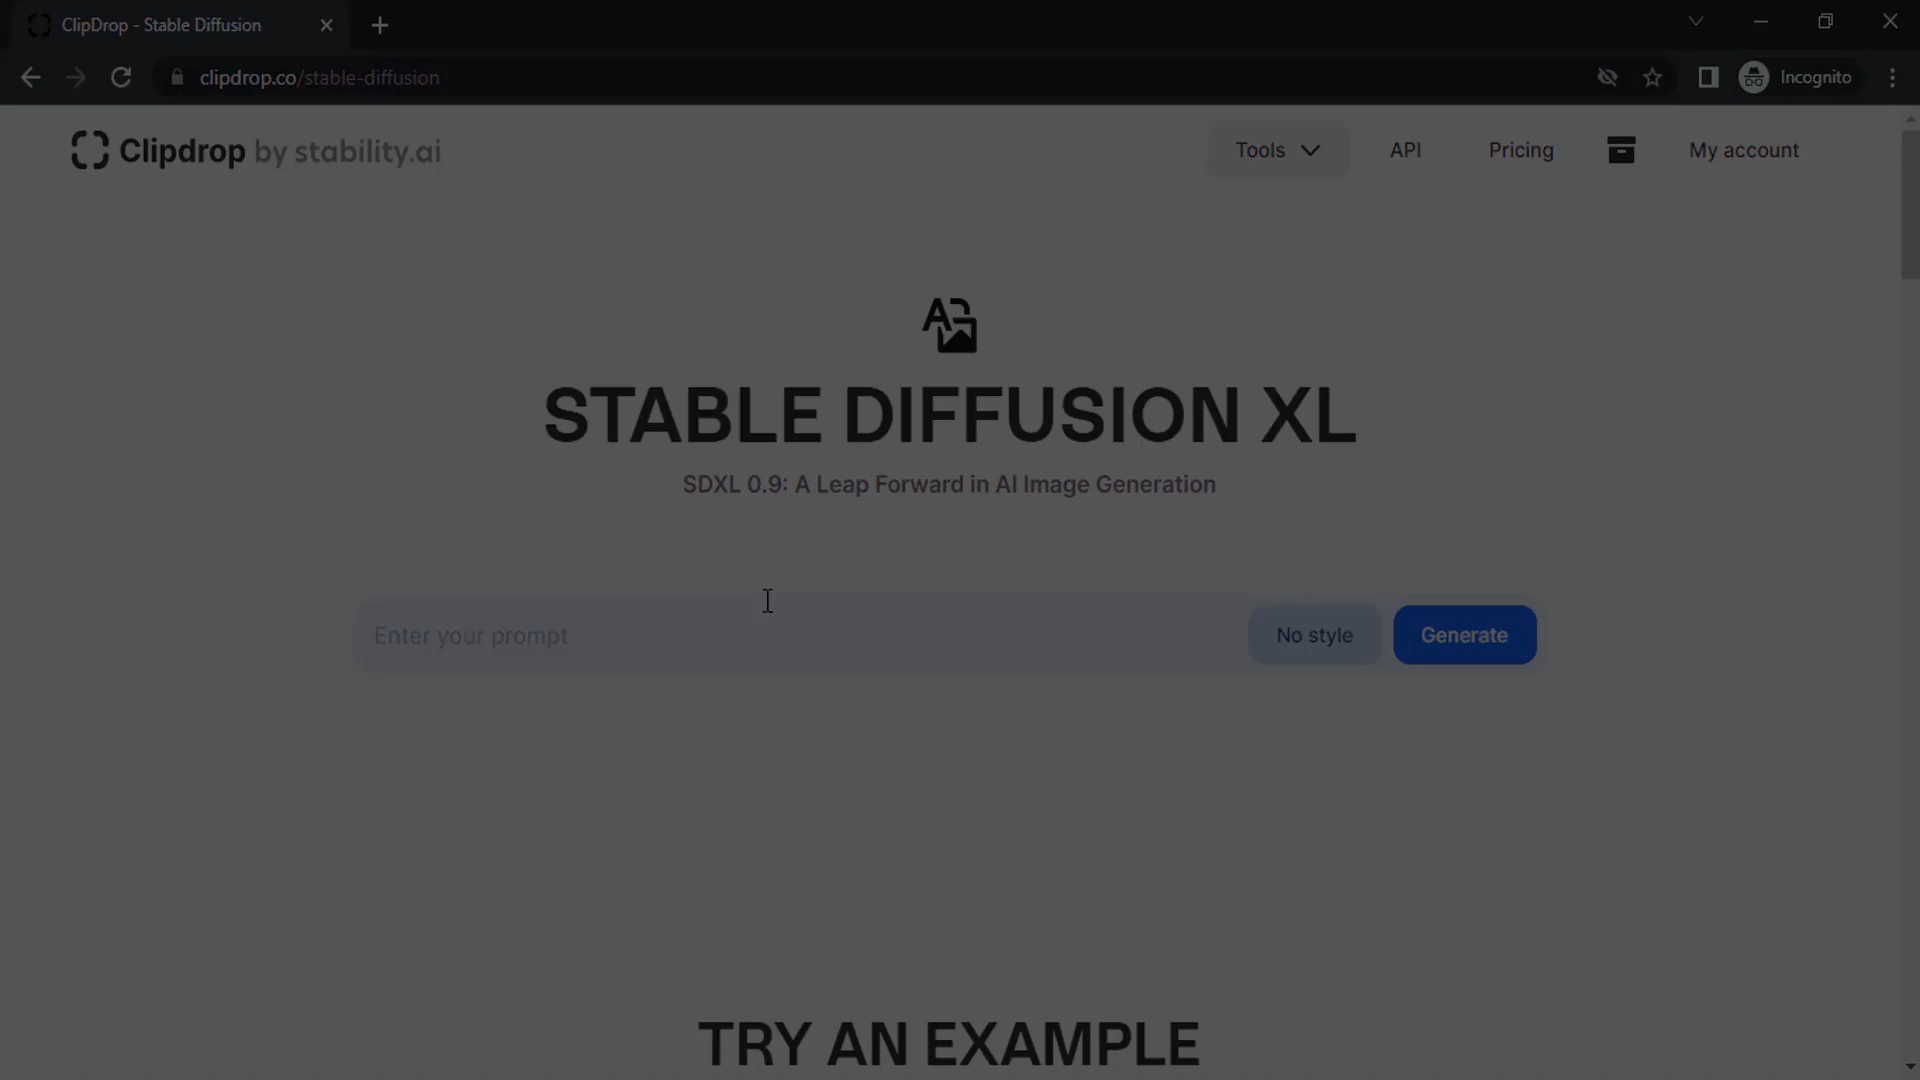 ClipDrop - Stable Diffusion
clipdrop.co/stable-diffusion
Incognito
Clipdrop by stability.ai
Tools
API
Pricing
My account
STABLE DIFFUSION XL
SDXL 0.9: A Leap Forward in AI Image Generation
Enter your prompt
No style
Generate
TRY AN EXAMPLE